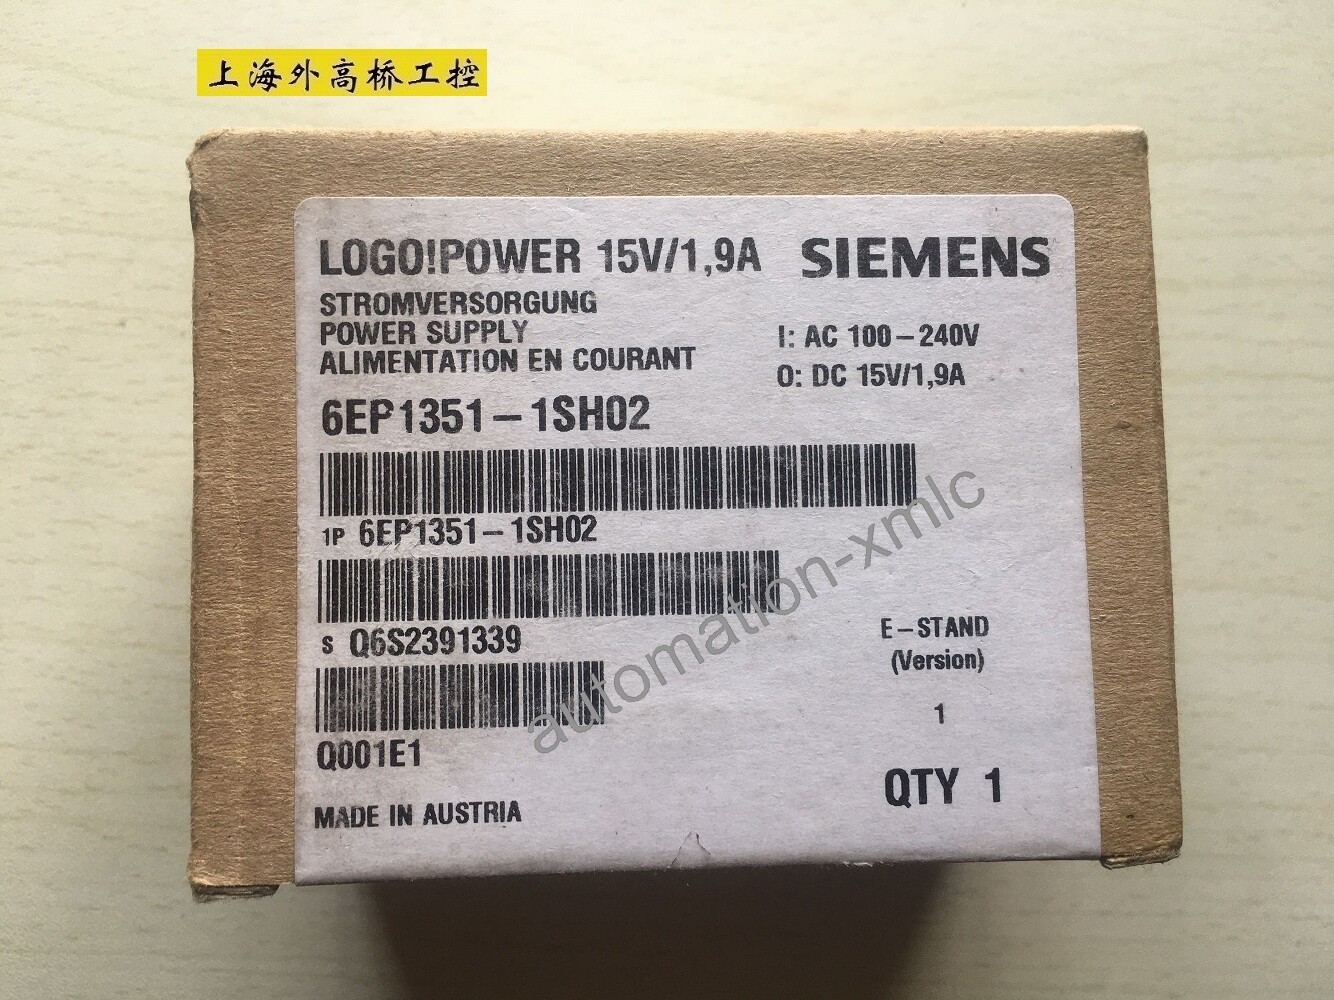 上海外高桥工控
LOGO!POWER 15V/1,9A SIEMENS
STROMVERSORGUNG
POWER SUPPLY
ALIMENTATION EN COURANT
I: AC 100-240V
O: DC 15V/1,9A
6EP1351-1SH02
1P 6EP1351-1SH02
S Q6S2391339
Q001E1
MADE IN AUSTRIA
E-STAND
(Version)
1
QTY 1
automation-xmlc